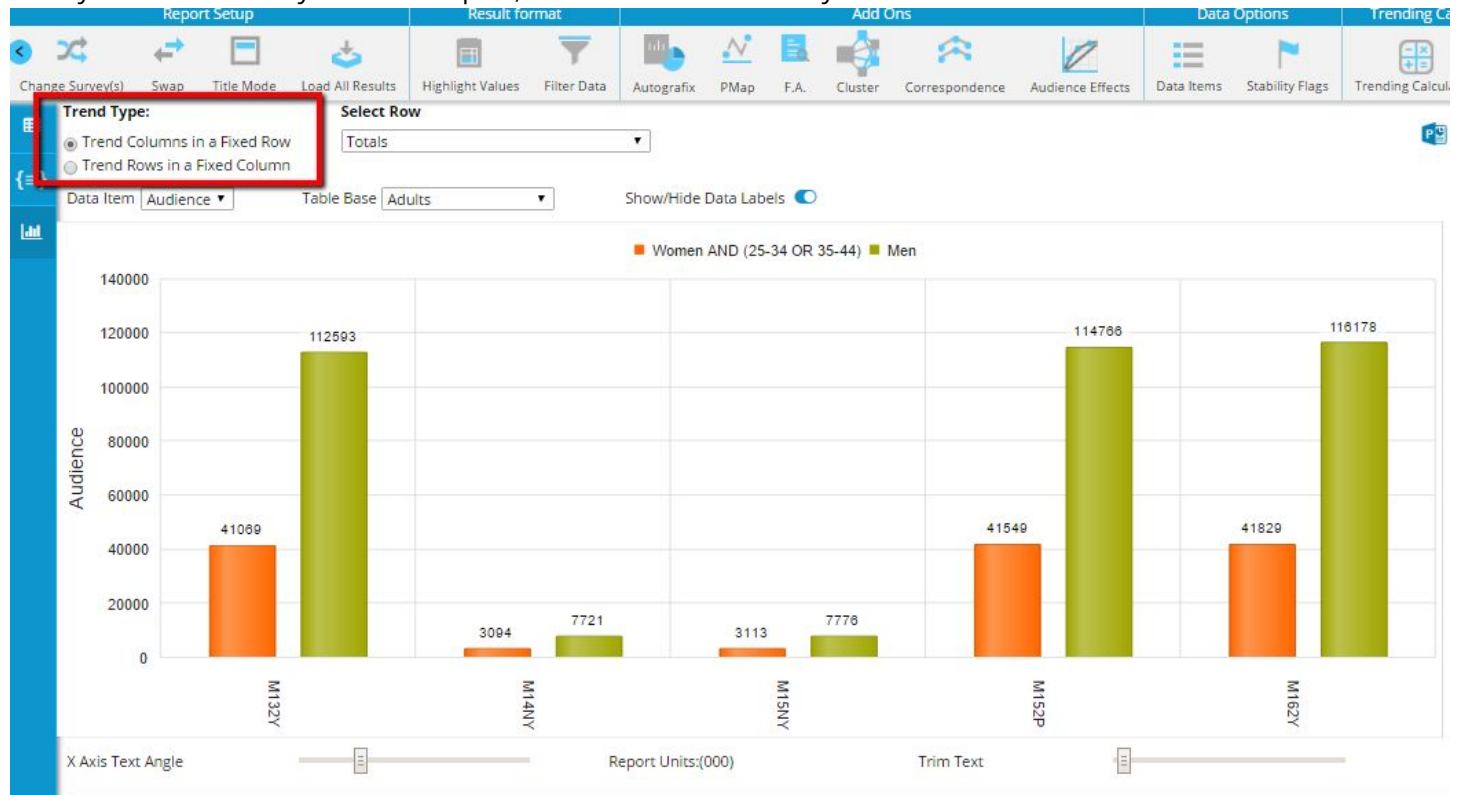 Report Setup Result format Add Ons Data Options Trending Ca
Change Survey(s) Swap Title Mode Load All Results Highlight Values Filter Data Autografix PMap F.A. Cluster Correspondence Audience Effects Data Items Stability Flags Trending Calcul
Trend Type: Select Row
Trend Columns in a Fixed Row Totals
Trend Rows in a Fixed Column
Data Item Audience Table Base Adults Show/Hide Data Labels
Women AND (25-34 OR 35-44) Men
140000
120000
100000
80000
60000
40000
20000
0
Audience
41069 112593
3094 7721
3113 7776
41549 114766
41829 116178
M132Y M14NY M15NY M152P M162Y
X Axis Text Angle Report Units:(000) Trim Text